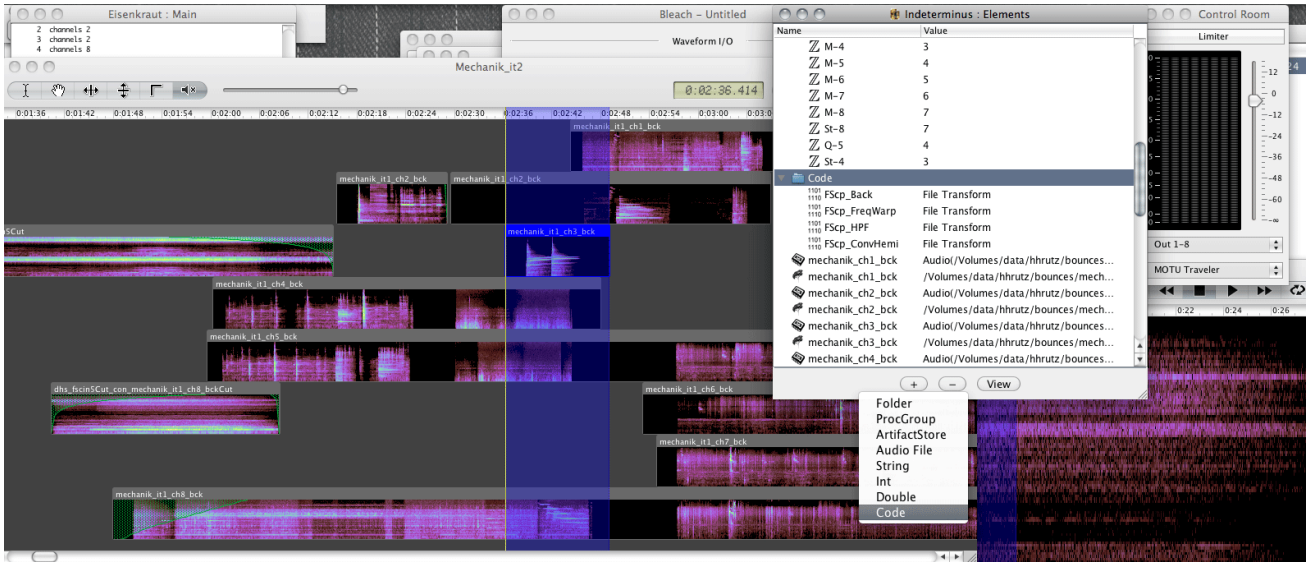 Eisenkraut : Main
2 channels 2
3 channels 2
4 channels 8
Bleach – Untitled
Waveform I/O
Indeterminus : Elements
Control Room
Limiter
Mechanik_it2
0:02:36.414
0:01:36 0:01:42 0:01:48 0:01:54 0:02:00 0:02:06 0:02:12 0:02:18 0:02:24 0:02:30 0:02:36 0:02:42 0:02:48 0:02:54 0:03:00
mechanik_it1_ch1_bck
mechanik_it1_ch2_bck
mechanik_it1_ch2_bck
mechanik_it1_ch3_bck
mechanik_it1_ch4_bck
mechanik_it1_ch5_bck
dhs_fscin5Cut_con_mechanik_it1_ch8_bckCut
mechanik_it1_ch6_bck
mechanik_it1_ch7_bck
mechanik_it1_ch8_bck
Name Value
M-4 3
M-5 4
M-6 5
M-7 6
M-8 7
St-8 7
Q-5 4
St-4 3
Code
FScp_Back File Transform
FScp_FreqWarp File Transform
FScp_HPF File Transform
FScp_ConvHemi File Transform
mechanik_ch1_bck Audio(/Volumes/data/hhrutz/bounces...
mechanik_ch1_bck /Volumes/data/hhrutz/bounces/mech...
mechanik_ch2_bck Audio(/Volumes/data/hhrutz/bounces...
mechanik_ch2_bck /Volumes/data/hhrutz/bounces/mech...
mechanik_ch3_bck Audio(/Volumes/data/hhrutz/bounces...
mechanik_ch3_bck /Volumes/data/hhrutz/bounces/mech...
mechanik_ch4_bck Audio(/Volumes/data/hhrutz/bounces...
+ − View
Folder
ProcGroup
ArtifactStore
Audio File
String
Int
Double
Code
-12
0
-12
-24
-36
-48
-60
-∞
Out 1–8
MOTU Traveler
0:22 0:24 0:26